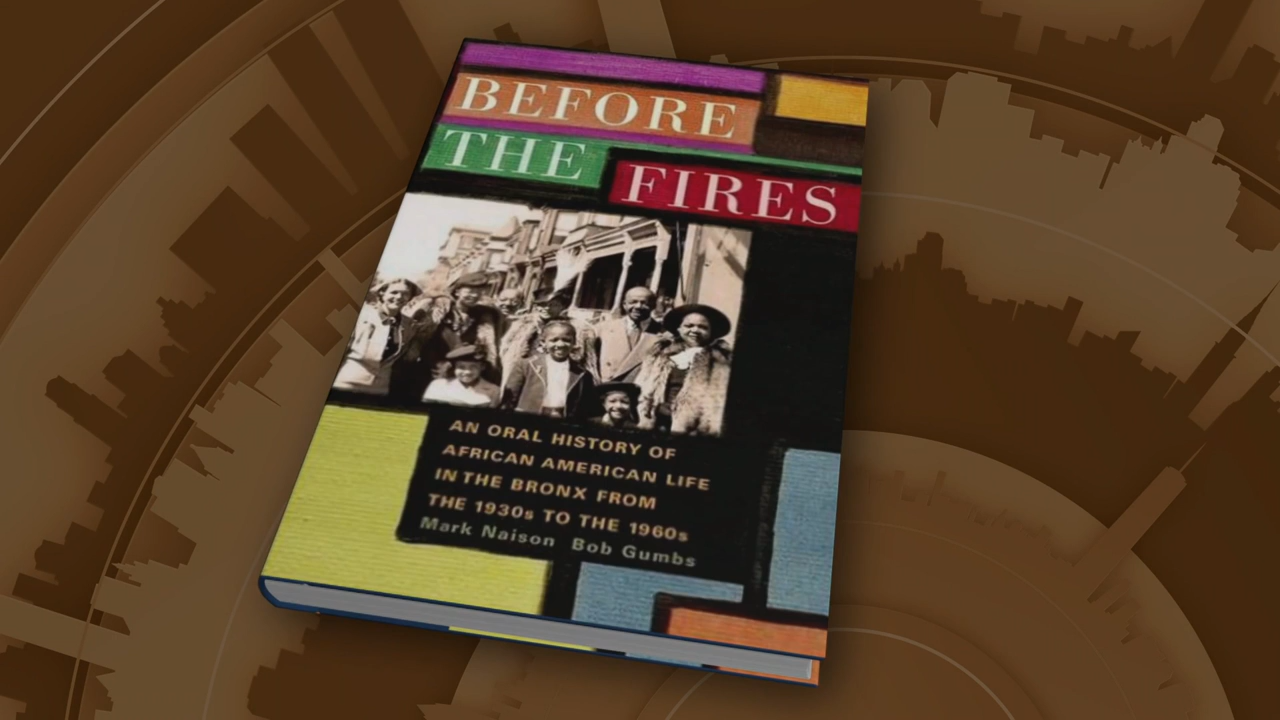 BEFORE
THE FIRES
AN ORAL HISTORY OF
AFRICAN AMERICAN LIFE
IN THE BRONX FROM
THE 1930s TO THE 1960s
Mark Naison Bob Gumbs